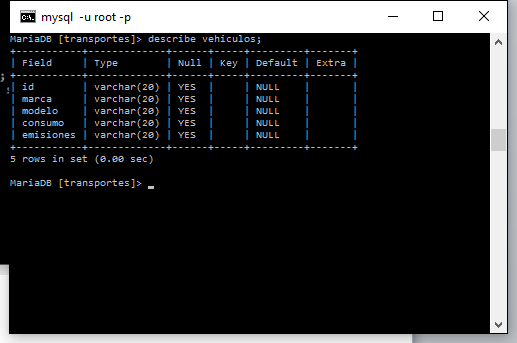 mysql -u root -p
MariaDB [transportes]> describe vehiculos;
+-----------+-------------+------+-----+---------+-------+
| Field     | Type        | Null | Key | Default | Extra |
+-----------+-------------+------+-----+---------+-------+
| id        | varchar(20) | YES  |     | NULL    |       |
| marca     | varchar(20) | YES  |     | NULL    |       |
| modelo    | varchar(20) | YES  |     | NULL    |       |
| consumo   | varchar(20) | YES  |     | NULL    |       |
| emisiones | varchar(20) | YES  |     | NULL    |       |
+-----------+-------------+------+-----+---------+-------+
5 rows in set (0.00 sec)
MariaDB [transportes]>